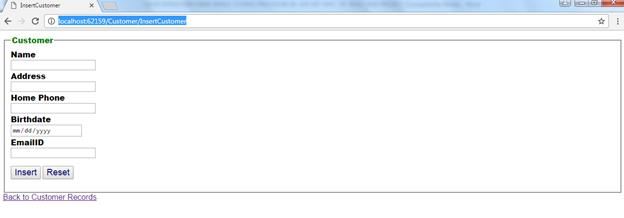 InsertCustomer
localhost:62159/Customer/InsertCustomer
Customer
Name
Address
Home Phone
Birthdate
mm/dd/yyyy
EmailID
Insert Reset
Back to Customer Records